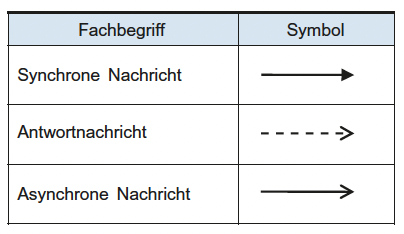 Fachbegriff Symbol
Synchrone Nachricht
Antwortnachricht
Asynchrone Nachricht